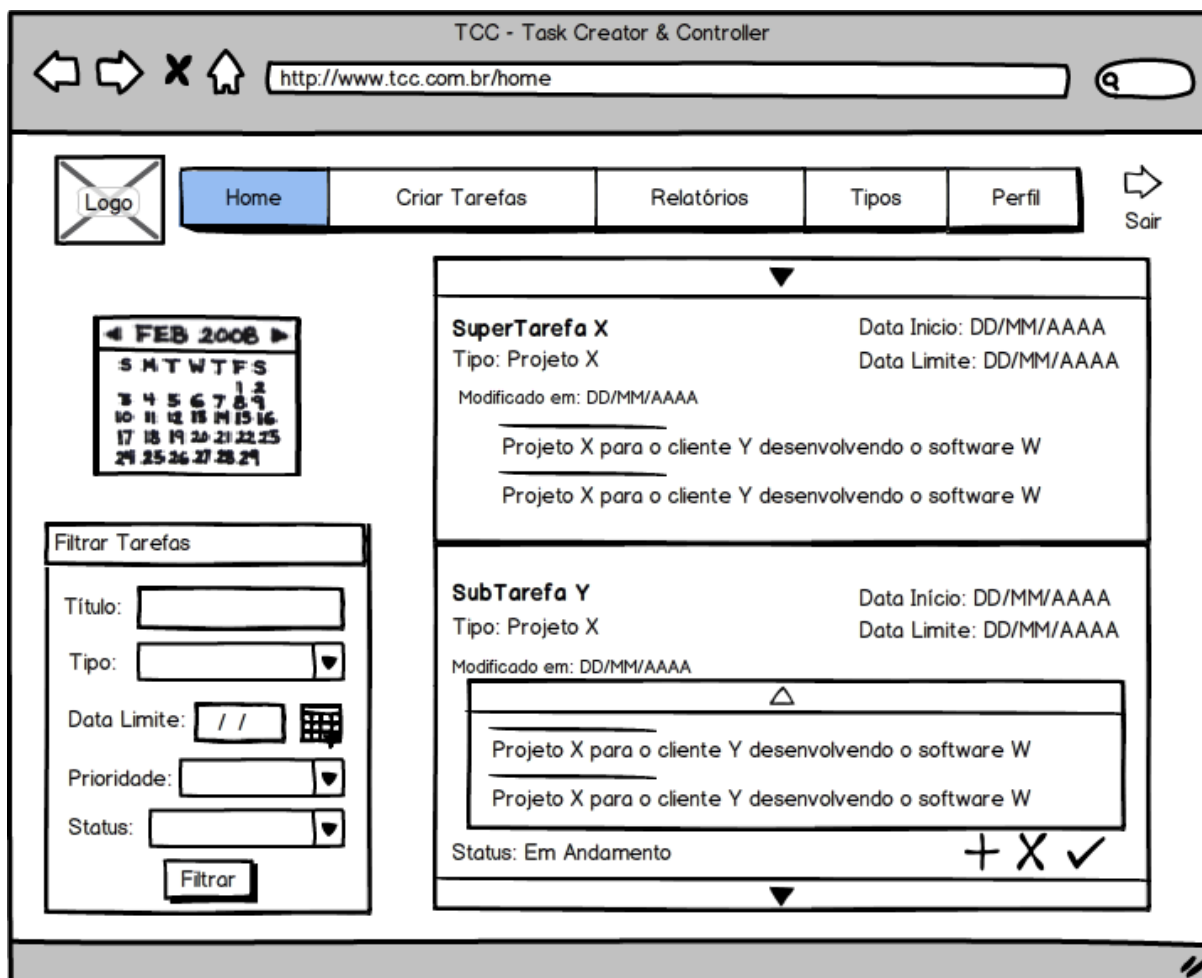 TCC - Task Creator & Controller
http://www.tcc.com.br/home
Logo
Home
Criar Tarefas
Relatórios
Tipos
Perfil
Sair
FEB 2008
S M T W T F S
1 2
3 4 5 6 7 8 9
10 11 12 13 14 15 16
17 18 19 20 21 22 23
24 25 26 27 28 29
Filtrar Tarefas
Título:
Tipo:
Data Limite: / /
Prioridade:
Status:
Filtrar
SuperTarefa X
Data Inicio: DD/MM/AAAA
Tipo: Projeto X
Data Limite: DD/MM/AAAA
Modificado em: DD/MM/AAAA
Projeto X para o cliente Y desenvolvendo o software W
Projeto X para o cliente Y desenvolvendo o software W
SubTarefa Y
Data Início: DD/MM/AAAA
Tipo: Projeto X
Data Limite: DD/MM/AAAA
Modificado em: DD/MM/AAAA
Projeto X para o cliente Y desenvolvendo o software W
Projeto X para o cliente Y desenvolvendo o software W
Status: Em Andamento